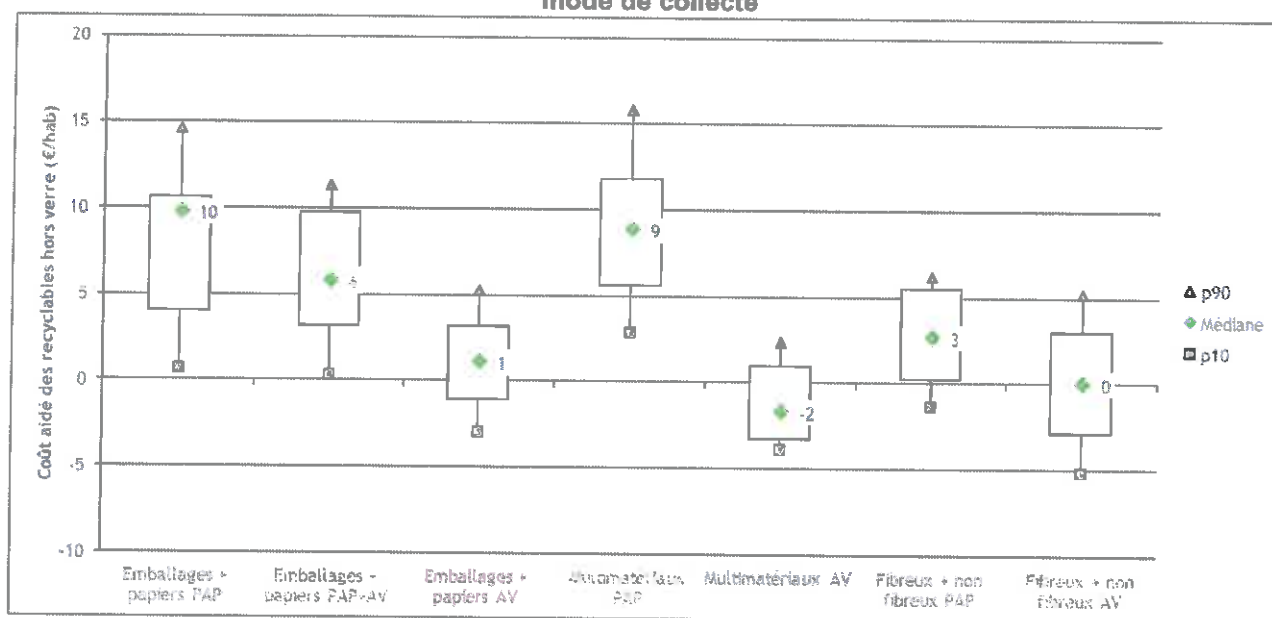 mode de collecte
Coût aidé des recyclables hors verre (€/hab)
20
15
10
5
0
-5
-10
10
1
9
-2
3
0
p90
Médiane
p10
Emballages +
papiers PAP
Emballages -
papiers PAP-AV
Emballages +
papiers AV
PAP
Multimatériaux AV
Fibreux + non
fibreux PAP
Fibreux + non
fibreux AV